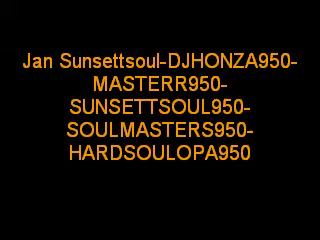 Jan Sunsettsoul-DJHONZA950-
MASTERR950-
SUNSETTSOUL950-
SOULMASTERS950-
HARDSOULOPA950